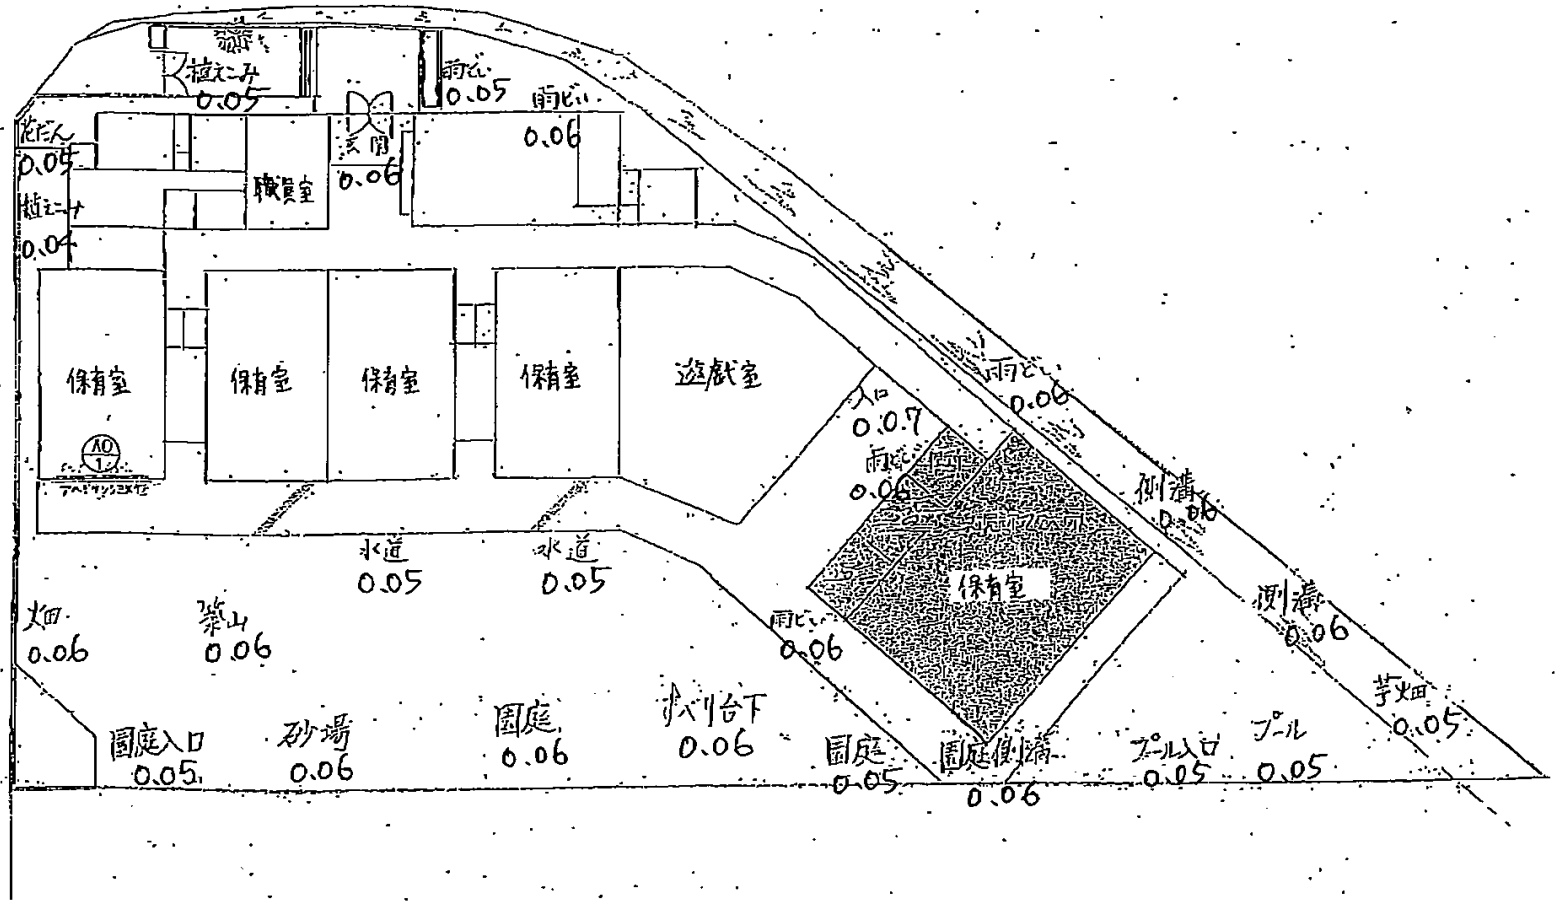 植えこみ
0.05
雨どい
0.05
雨どい
0.06
花だん
0.05
玄関
0.06
職員室
植えこみ
0.04
保育室
保育室
保育室
保育室
遊戯室
AO
1
入口
0.07
雨どい
0.06
雨どい
0.06
側溝
0.06
水道
0.05
水道
0.05
保育室
側溝
0.06
畑
0.06
築山
0.06
雨どい
0.06
園庭入口
0.05
砂場
0.06
園庭
0.06
すべり台下
0.06
園庭
0.05
園庭側溝
0.06
プール入口
0.05
プール
0.05
芋畑
0.05